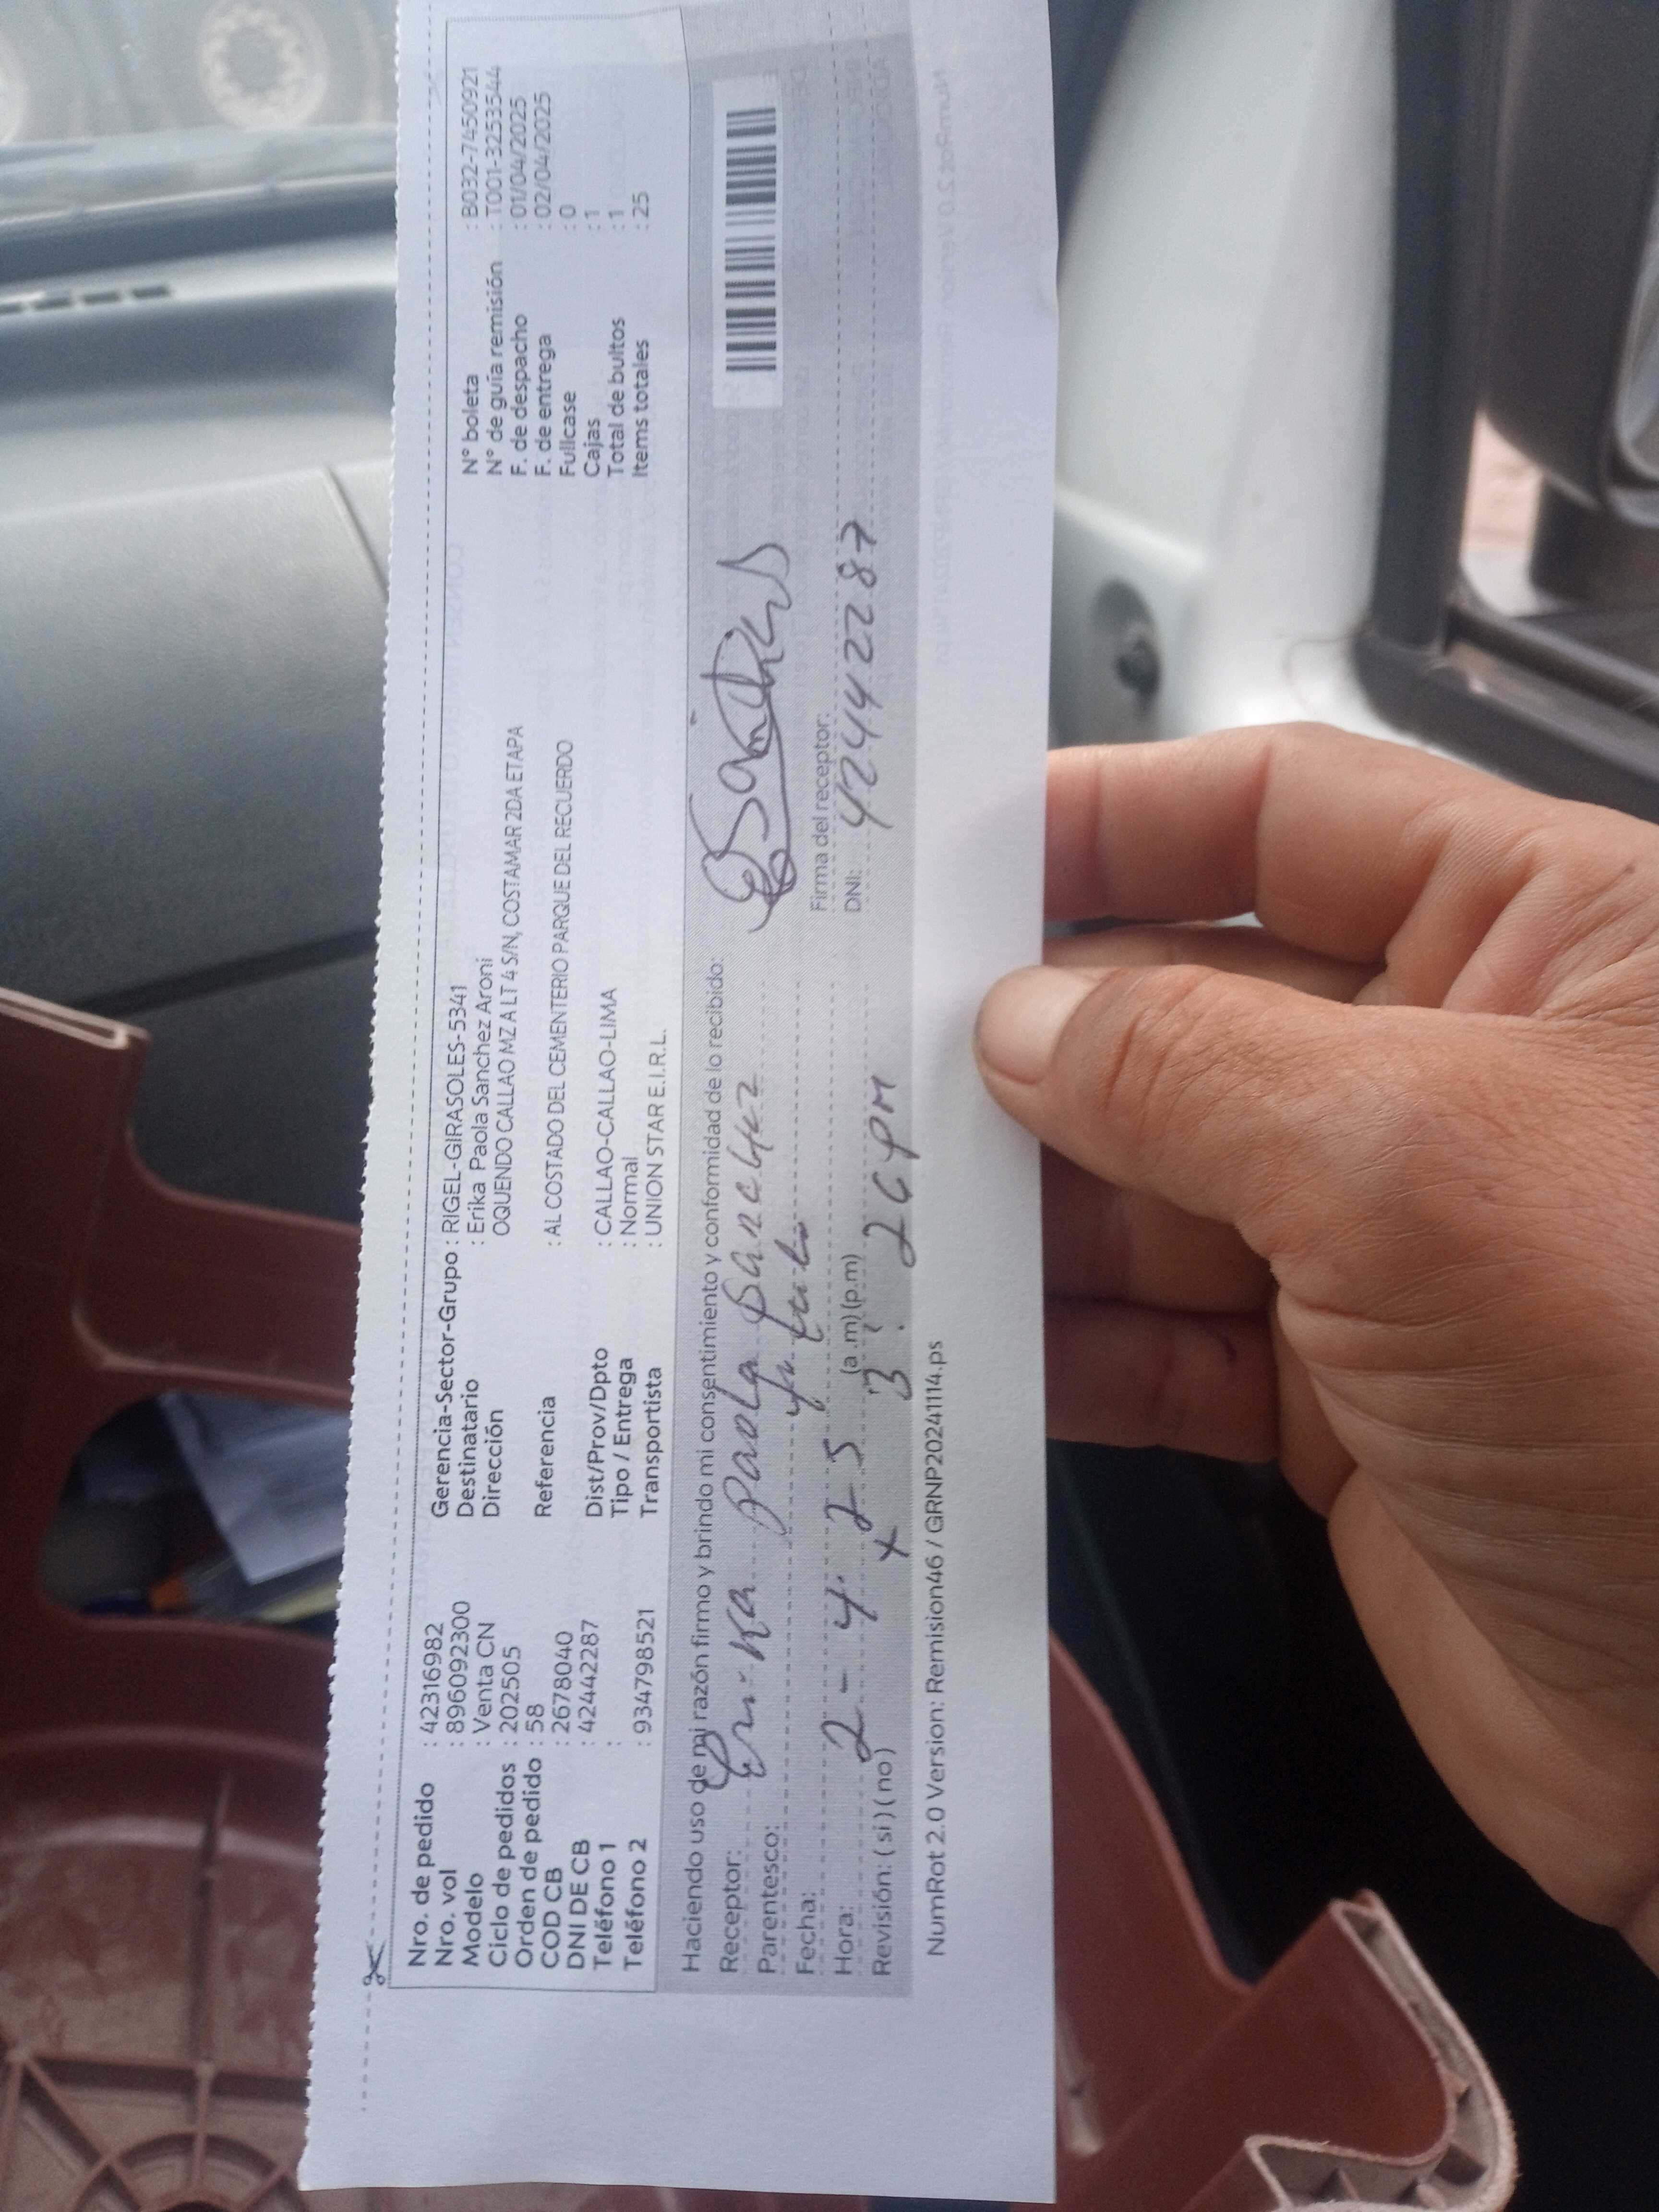 Nro. de pedido : 42316982
Nro. vol : 896092300
Modelo : Venta CN
Ciclo de pedidos : 202505
Orden de pedido : 58
COD CB : 2678040
DNI DE CB : 42442287
Teléfono 1 :
Teléfono 2 : 934798521
Gerencia-Sector-Grupo : RIGEL-GIRASOLES-5341
Destinatario : Erika Paola Sanchez Aroni
Dirección OQUENDO CALLAO MZ A LT 4 S/N, COSTAMAR 2DA ETAPA
Referencia : AL COSTADO DEL CEMENTERIO PARQUE DEL RECUERDO
Dist/Prov/Dpto : CALLAO-CALLAO-LIMA
Tipo / Entrega : Normal
Transportista : UNION STAR E.I.R.L.
N° boleta : B032-7450921
N° de guía remisión : T001-3253544
F. de despacho : 01/04/2025
F. de entrega : 02/04/2025
Fullcase : 0
Cajas : 1
Total de bultos : 1
Items totales : 25
Haciendo uso de mi razón firmo y brindo mi consentimiento y conformidad de lo recibido:
Receptor: Erika Paola Sanchez
Parentesco:
Fecha: 2-4.25
Hora: (a.m) (p.m)
Revisión: ( si ) ( no )
Firma del receptor:
DNI: 42442287
NumRot 2.0 Version: Remision46 / GRNP20241114.ps